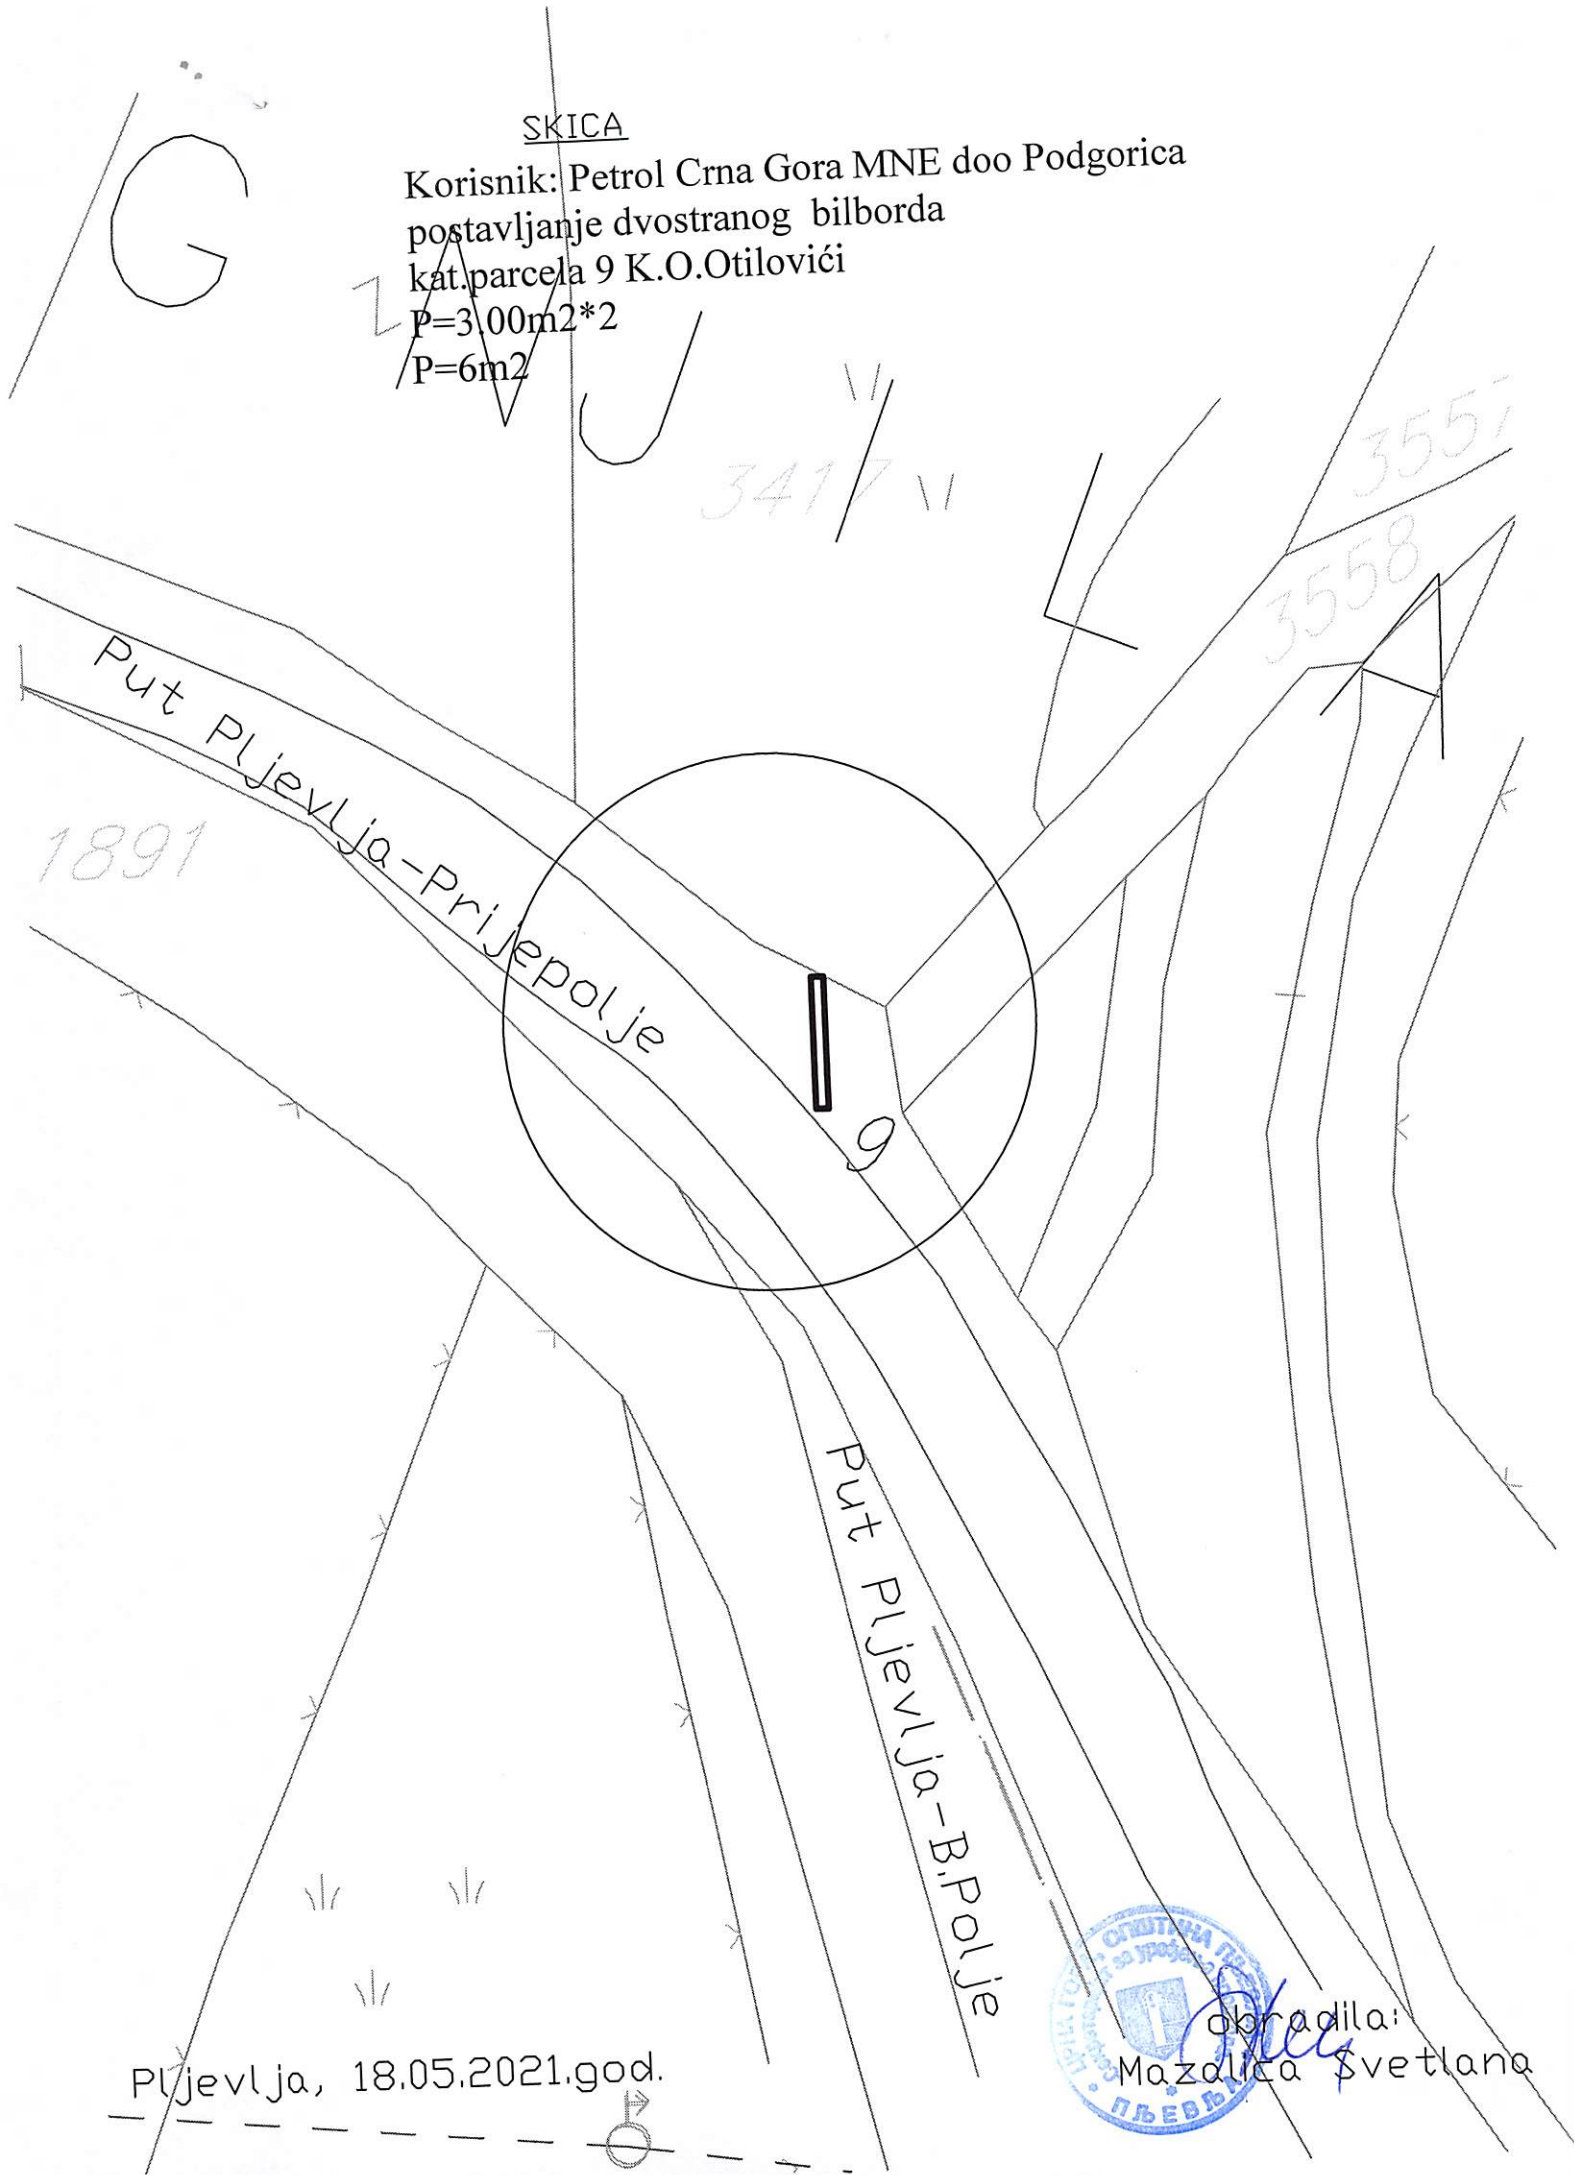 SKICA
Korisnik: Petrol Crna Gora MNE doo Podgorica
postavljanje dvostranog bilborda
kat.parcela 9 K.O.Otilovići
P=3.00m2*2
P=6m2
G
U
L
A
3417
3557
3558
Put Pljevlja-Prijepolje
1891
9
Put Pljevlja-B.Polje
ОПШТИНА
ПЉЕВЉА
obradila:
Mazalica Svetlana
Pljevlja, 18.05.2021.god.